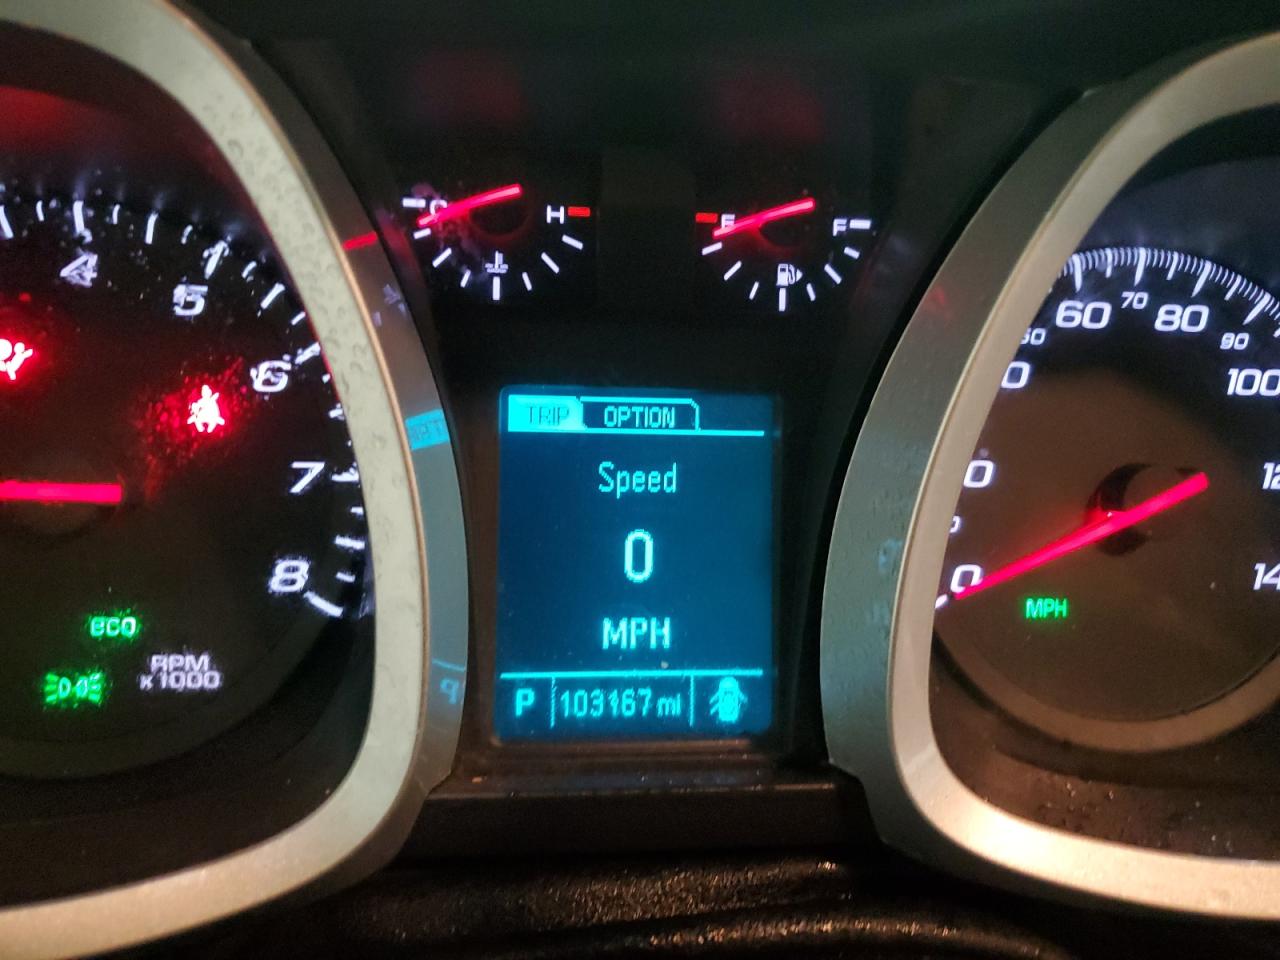 C
H
E
F
4
5
6
7
8
eco
RPM
x1000
TRIP OPTION
Speed
0
MPH
P 103167 mi
60
70
80
90
100
0
MPH